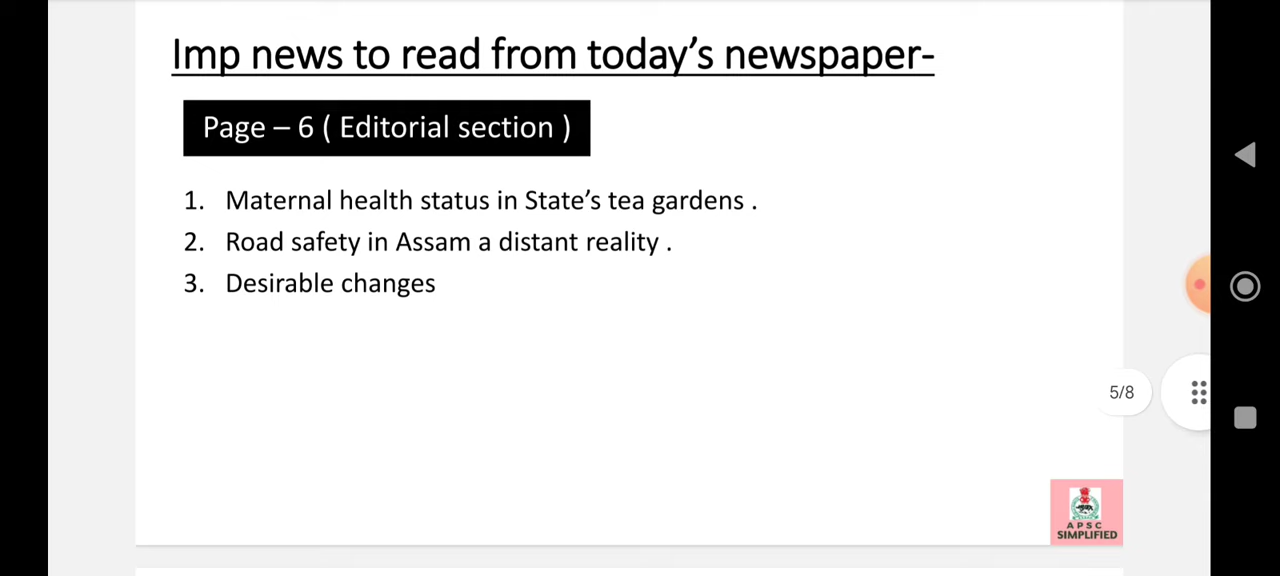 Imp news to read from today's newspaper-
Page – 6 ( Editorial section )
1. Maternal health status in State's tea gardens .
2. Road safety in Assam a distant reality .
3. Desirable changes
5/8
APSC
SIMPLIFIED